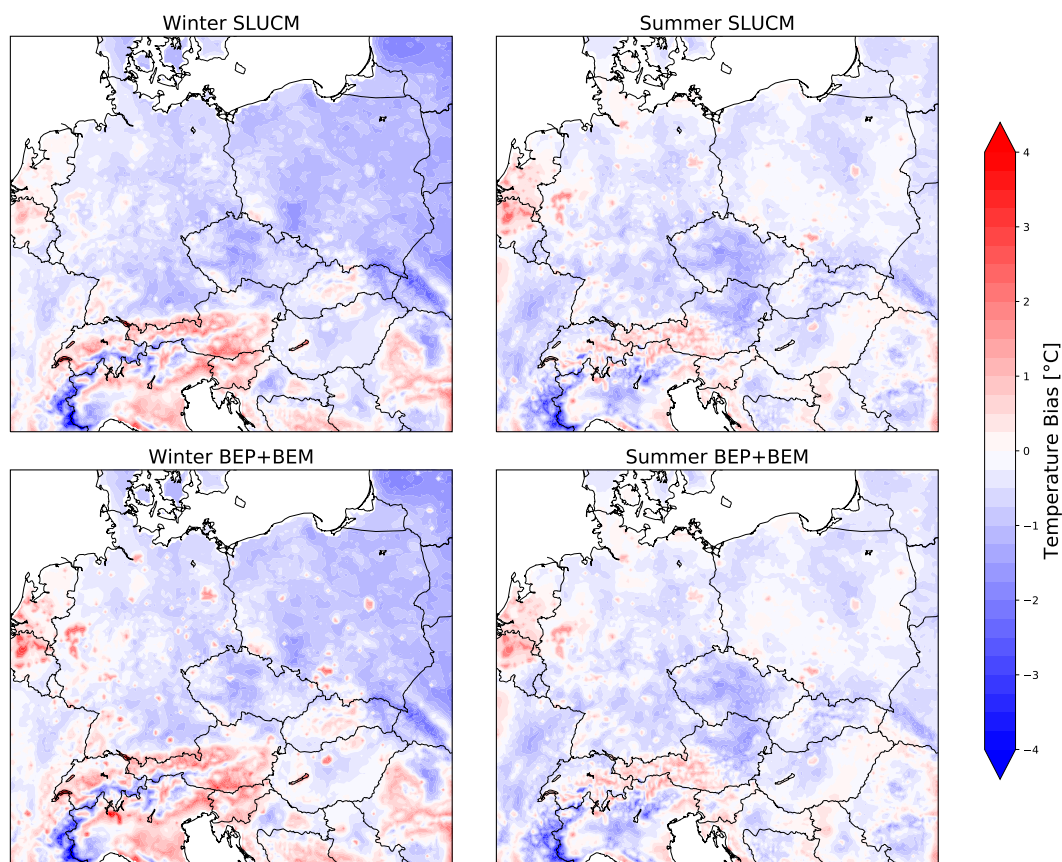 Winter SLUCM
Summer SLUCM
Winter BEP+BEM
Summer BEP+BEM
4
3
2
1
0
−1
−2
−3
−4
Temperature Bias [°C]